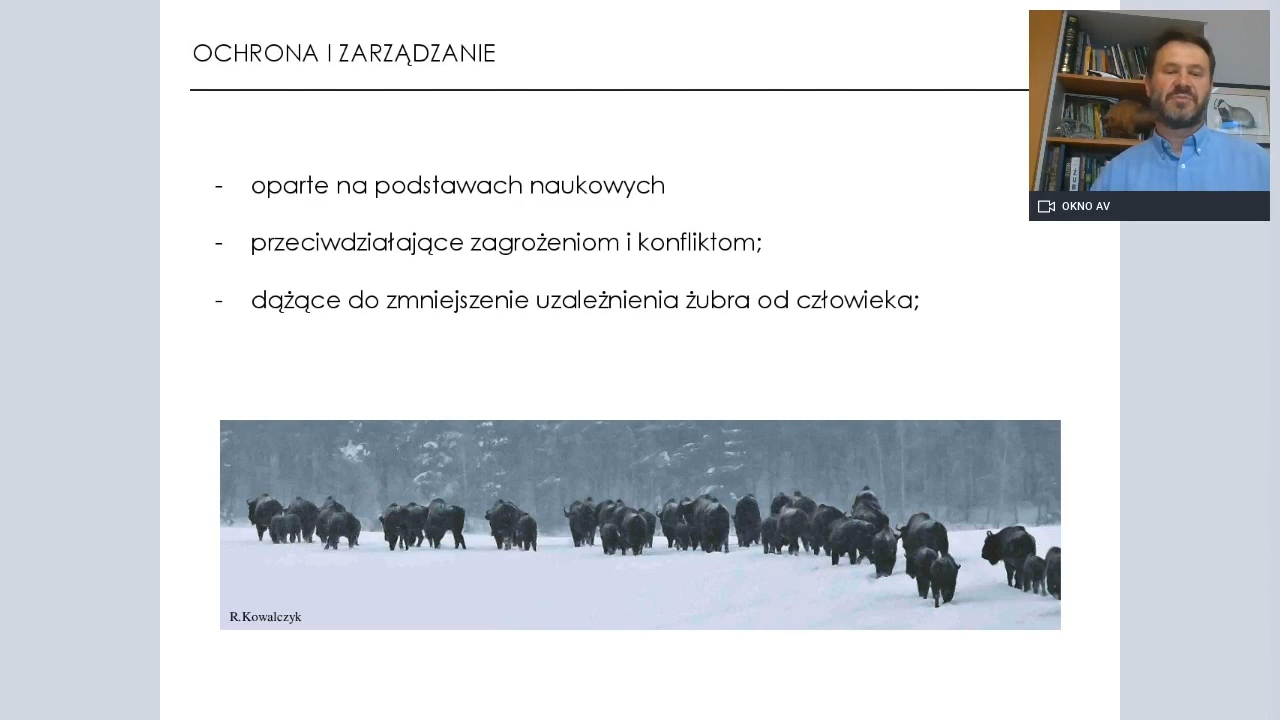 OCHRONA I ZARZĄDZANIE
- oparte na podstawach naukowych
- przeciwdziałające zagrożeniom i konfliktom;
- dążące do zmniejszenie uzależnienia żubra od człowieka;
R.Kowalczyk
OKNO AV